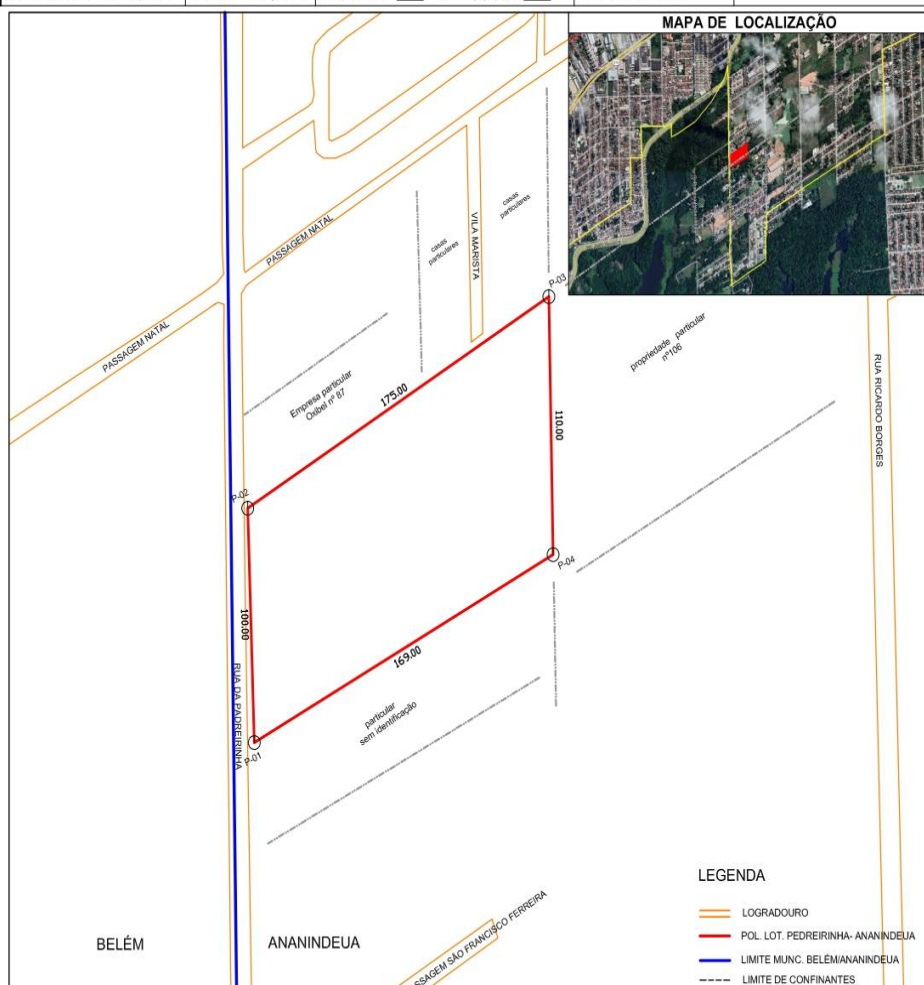 MAPA DE LOCALIZAÇÃO
PASSAGEM NATAL
PASSAGEM NATAL
casas
particulares
casas
particulares
VILA MARISTA
P-03
propriedade particular
nº106
RUA RICARDO BORGES
Empresa particular
Oxibel nº 87
175.00
110.00
P-02
P-04
100.00
169.00
RUA DA PADREIRINHA
particular
sem identificação
P-01
BELÉM
ANANINDEUA
SSAGEM SÃO FRANCISCO FERREIRA
LEGENDA
LOGRADOURO
POL. LOT. PEDREIRINHA- ANANINDEUA
LIMITE MUNC. BELÉM/ANANINDEUA
LIMITE DE CONFINANTES